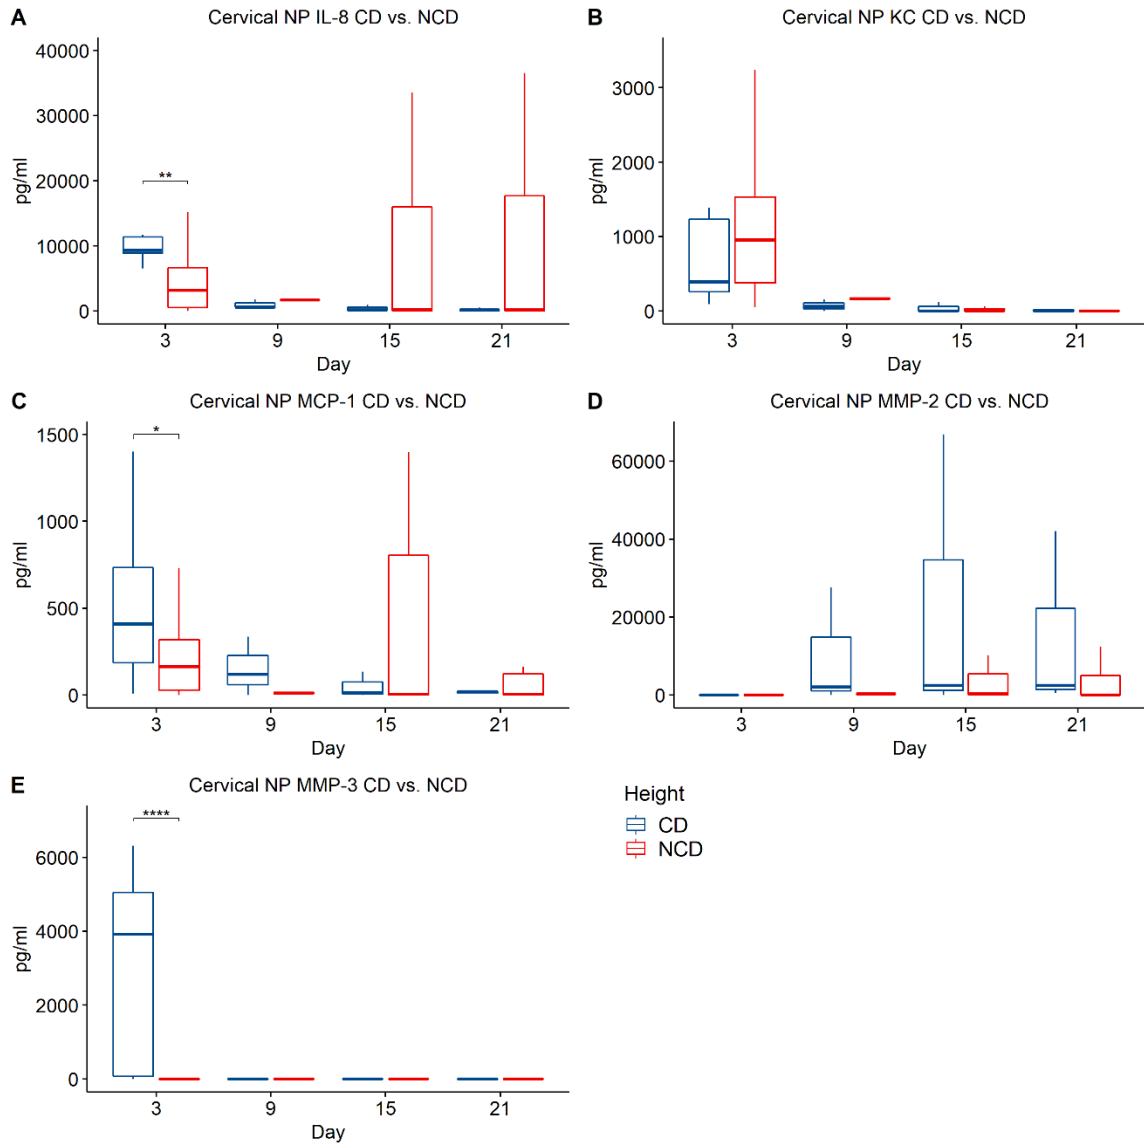 A
Cervical NP IL-8 CD vs. NCD
pg/ml
40000
30000
20000
10000
0
**
3
9
15
21
Day
B
Cervical NP KC CD vs. NCD
pg/ml
3000
2000
1000
0
3
9
15
21
Day
C
Cervical NP MCP-1 CD vs. NCD
pg/ml
1500
1000
500
0
*
3
9
15
21
Day
D
Cervical NP MMP-2 CD vs. NCD
pg/ml
60000
40000
20000
0
3
9
15
21
Day
E
Cervical NP MMP-3 CD vs. NCD
pg/ml
6000
4000
2000
0
****
3
9
15
21
Day
Height
CD
NCD